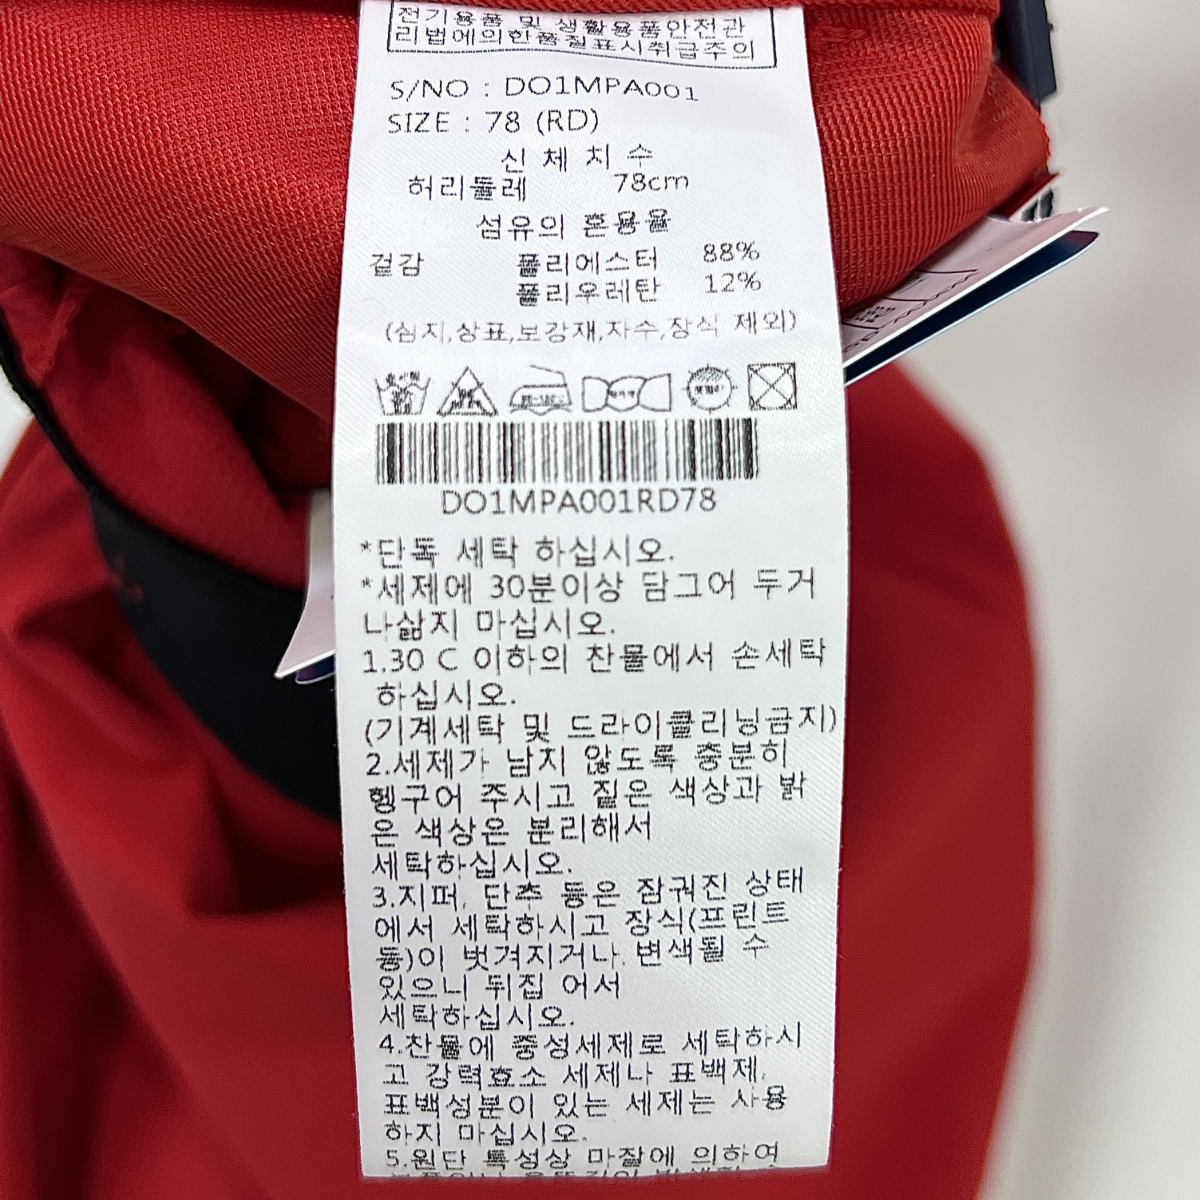 전기용품 및 생활용품안전관
리법에의한품질표시취급주의
S/NO : DO1MPA001
SIZE : 78 (RD)
신 체 치 수
허리둘레 78cm
섬유의 혼용율
겉감 폴리에스터 88%
폴리우레탄 12%
(심지,상표,보강재,자수,장식 제외)
DO1MPA001RD78
*단독 세탁 하십시오.
*세제에 30분이상 담그어 두거
나삶지 마십시오.
1.30 C 이하의 찬물에서 손세탁
하십시오.
(기계세탁 및 드라이클리닝금지)
2.세제가 남지 않도록 충분히
헹구어 주시고 짙은 색상과 밝
은 색상은 분리해서
세탁하십시오.
3.지퍼, 단추 등은 잠궈진 상태
에서 세탁하시고 장식(프린트
등)이 벗겨지거나, 변색될 수
있으니 뒤집 어서
세탁하십시오.
4.찬물에 중성세제로 세탁하시
고 강력효소 세제나 표백제,
표백성분이 있는 세제는 사용
하지 마십시오.
5.원단 특성상 마찰에 의하여